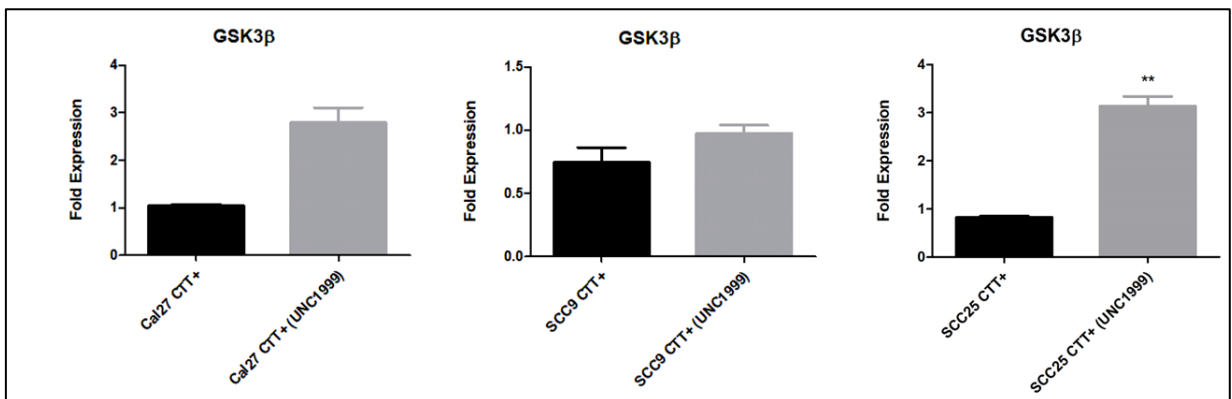 GSK3β
Fold Expression
4
3
2
1
0
Cal27 CTT+
Cal27 CTT+ (UNC1999)
GSK3β
Fold Expression
1.5
1.0
0.5
0.0
SCC9 CTT+
SCC9 CTT+ (UNC1999)
GSK3β
Fold Expression
4
3
2
1
0
**
SCC25 CTT+
SCC25 CTT+ (UNC1999)